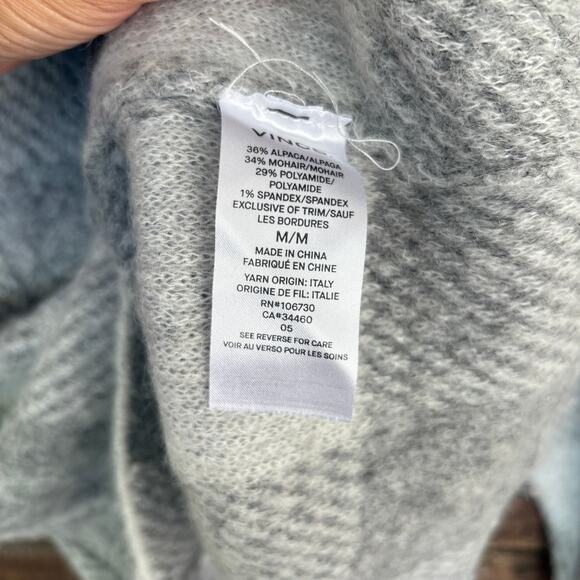 VINCE
36% ALPACA/ALPAGA
34% MOHAIR/MOHAIR
29% POLYAMIDE/
POLYAMIDE
1% SPANDEX/SPANDEX
EXCLUSIVE OF TRIM/SAUF
LES BORDURES
M/M
MADE IN CHINA
FABRIQUÉ EN CHINE
YARN ORIGIN: ITALY
ORIGINE DE FIL: ITALIE
RN#106730
CA#34460
05
SEE REVERSE FOR CARE
VOIR AU VERSO POUR LES SOINS